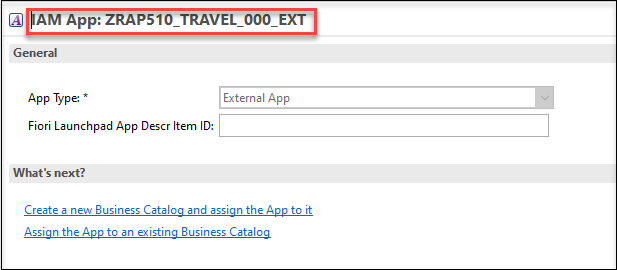 IAM App: ZRAP510_TRAVEL_000_EXT
General
App Type: * External App
Fiori Launchpad App Descr Item ID:
What's next?
Create a new Business Catalog and assign the App to it
Assign the App to an existing Business Catalog